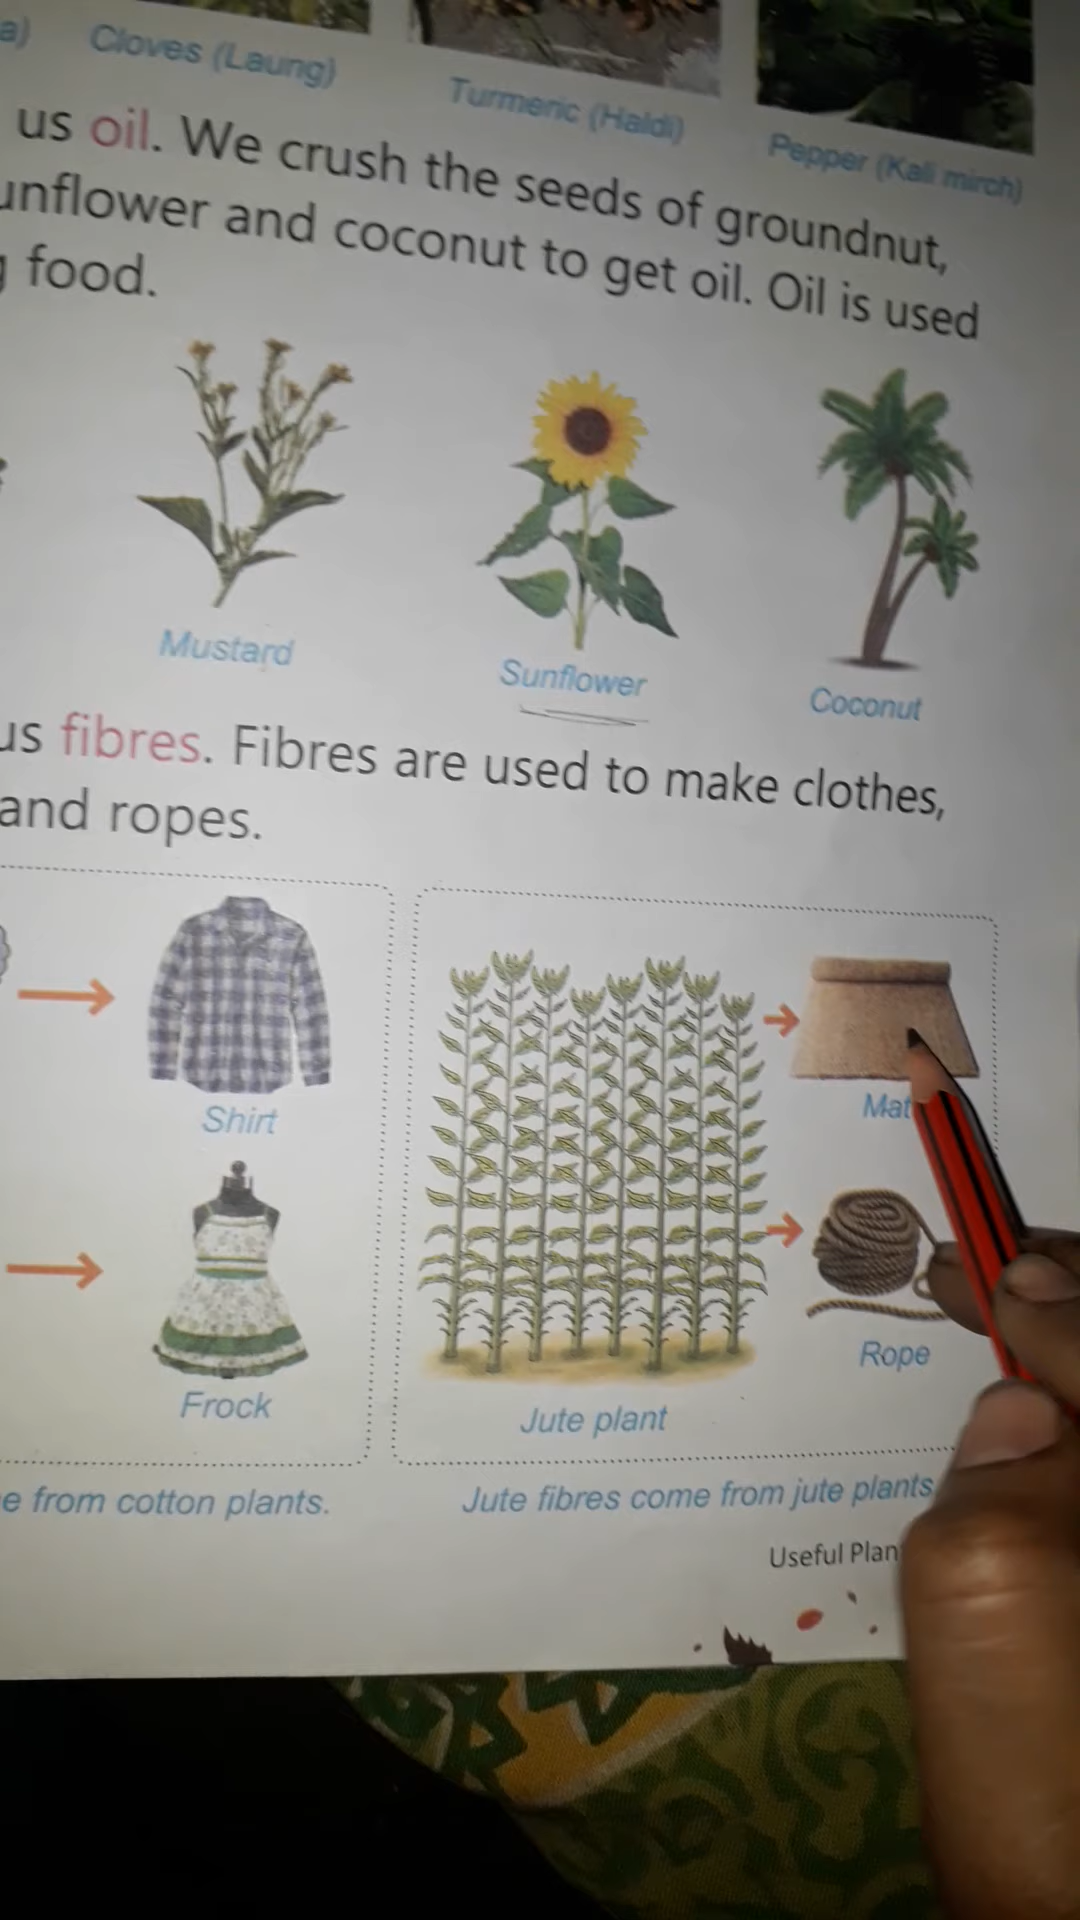 a) Cloves (Laung) Turmeric (Haldi) Pepper (Kali mirch)
us oil. We crush the seeds of groundnut,
unflower and coconut to get oil. Oil is used
g food.
Mustard Sunflower Coconut
us fibres. Fibres are used to make clothes,
and ropes.
Shirt Mat
Frock Jute plant Rope
e from cotton plants. Jute fibres come from jute plants
Useful Plan